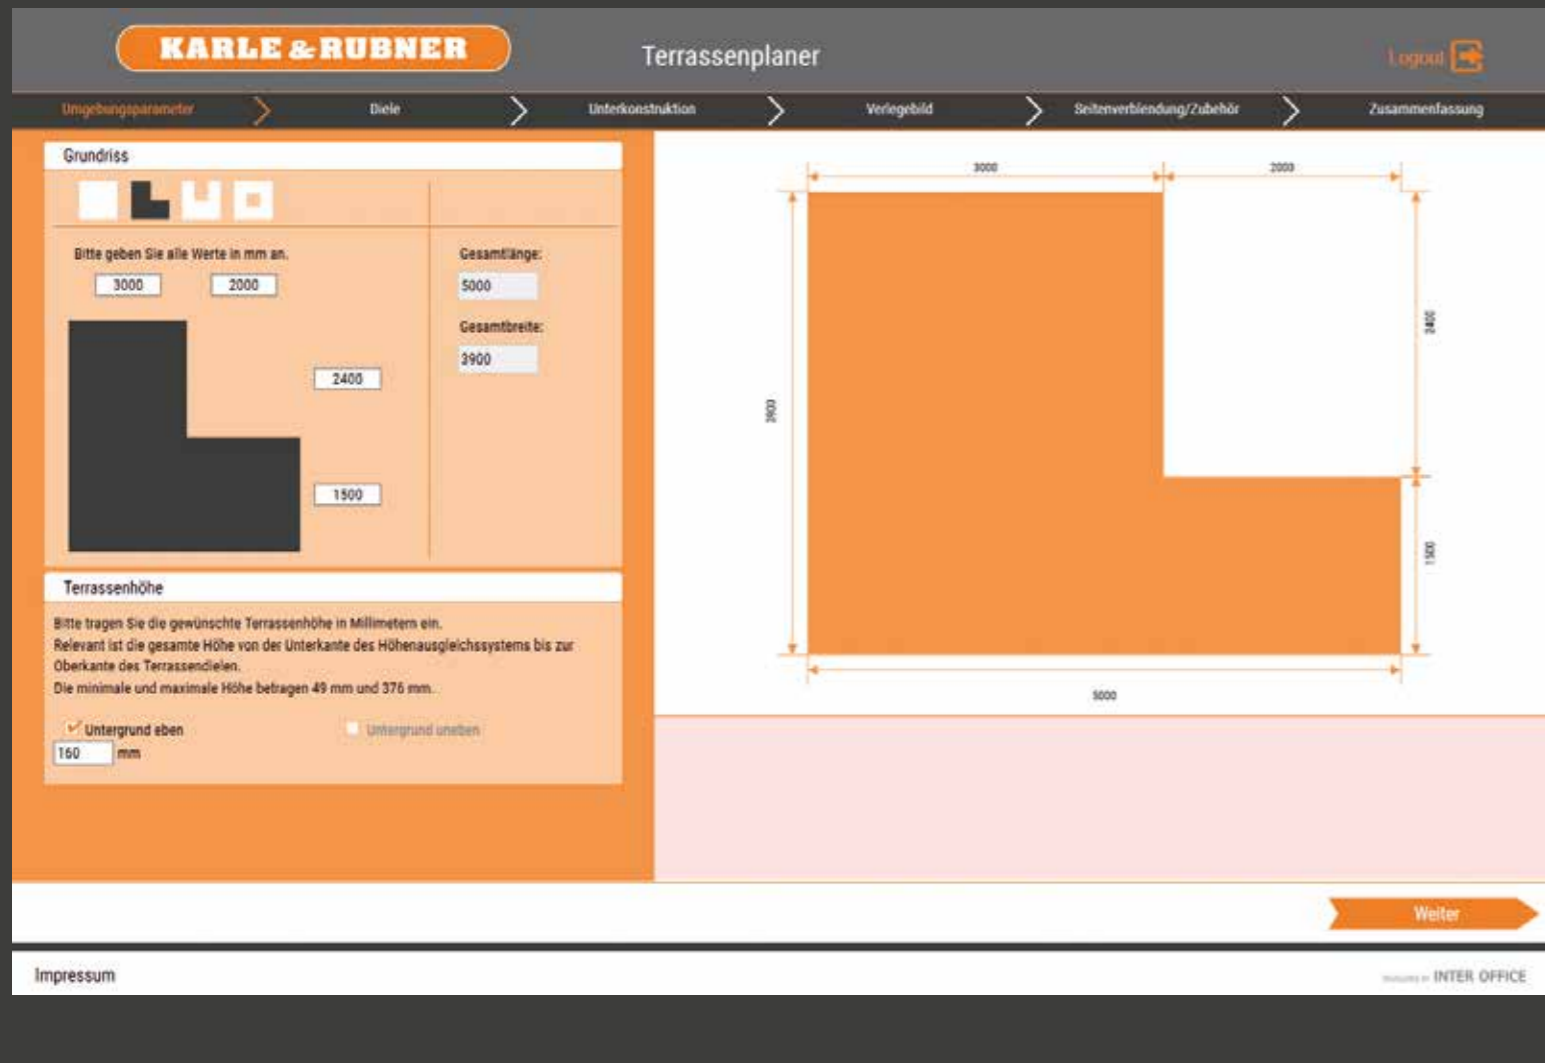 KARLE & RUBNER
Terrassenplaner
Logout
Umgebungsparameter
Diele
Unterkonstruktion
Verlegebild
Seitenverblendung/Zubehör
Zusammenfassung
Grundriss
Bitte geben Sie alle Werte in mm an.
3000
2000
2400
1500
Gesamtlänge:
5000
Gesamtbreite:
3900
Terrassenhöhe
Bitte tragen Sie die gewünschte Terrassenhöhe in Millimetern ein.
Relevant ist die gesamte Höhe von der Unterkante des Höhenausgleichssystems bis zur
Oberkante des Terrassendielen.
Die minimale und maximale Höhe betragen 49 mm und 376 mm.
Untergrund eben
Untergrund uneben
160 mm
3000
2000
2400
3900
1500
5000
Weiter
Impressum
INTER OFFICE